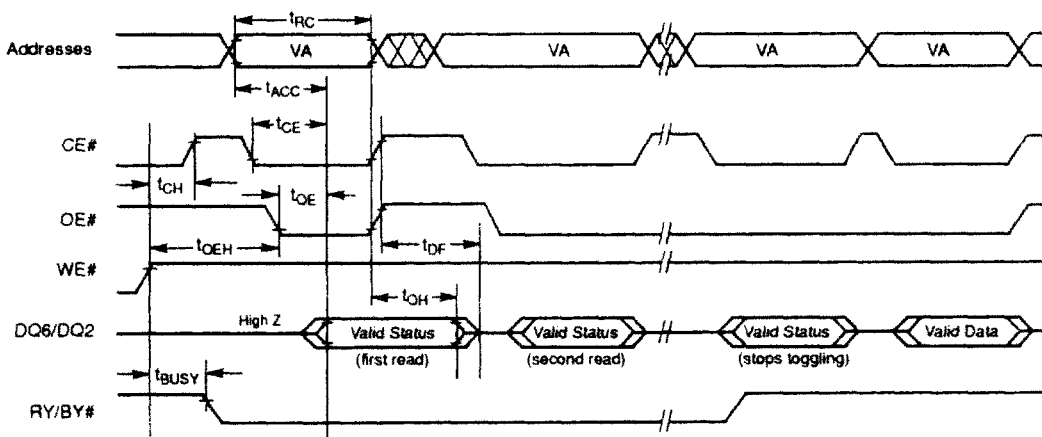 tRC
Addresses VA VA VA VA
tACC
tCE
CE#
tCH tOE
OE#
tOEH tDF
WE#
tOH
DQ6/DQ2 High Z Valid Status Valid Status Valid Status Valid Data
(first read) (second read) (stops toggling)
tBUSY
RY/BY#